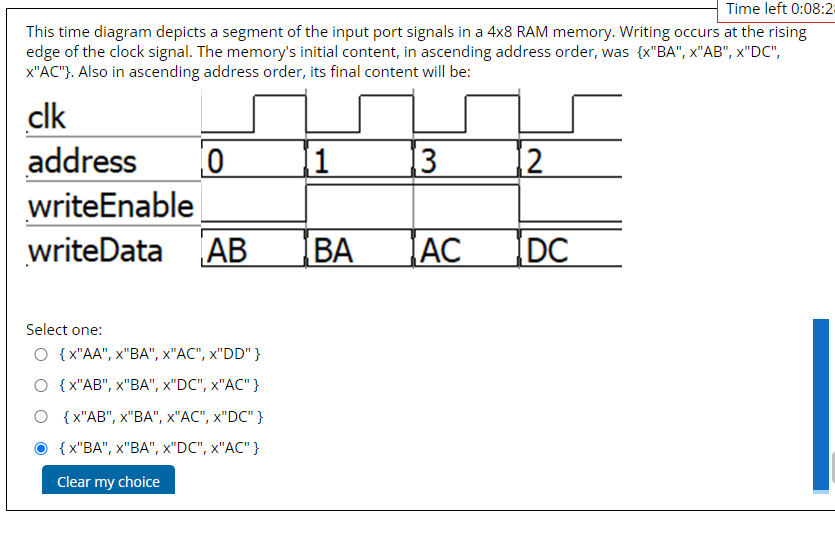 Time left 0:08:2
This time diagram depicts a segment of the input port signals in a 4x8 RAM memory. Writing occurs at the rising
edge of the clock signal. The memory's initial content, in ascending address order, was {x"BA", x"AB", x"DC",
x"AC"}. Also in ascending address order, its final content will be:
clk
address 0 1 3 2
writeEnable
writeData AB BA AC DC
Select one:
{ x"AA", x"BA", x"AC", x"DD" }
{ x"AB", x"BA", x"DC", x"AC" }
{ x"AB", x"BA", x"AC", x"DC" }
{ x"BA", x"BA", x"DC", x"AC" }
Clear my choice